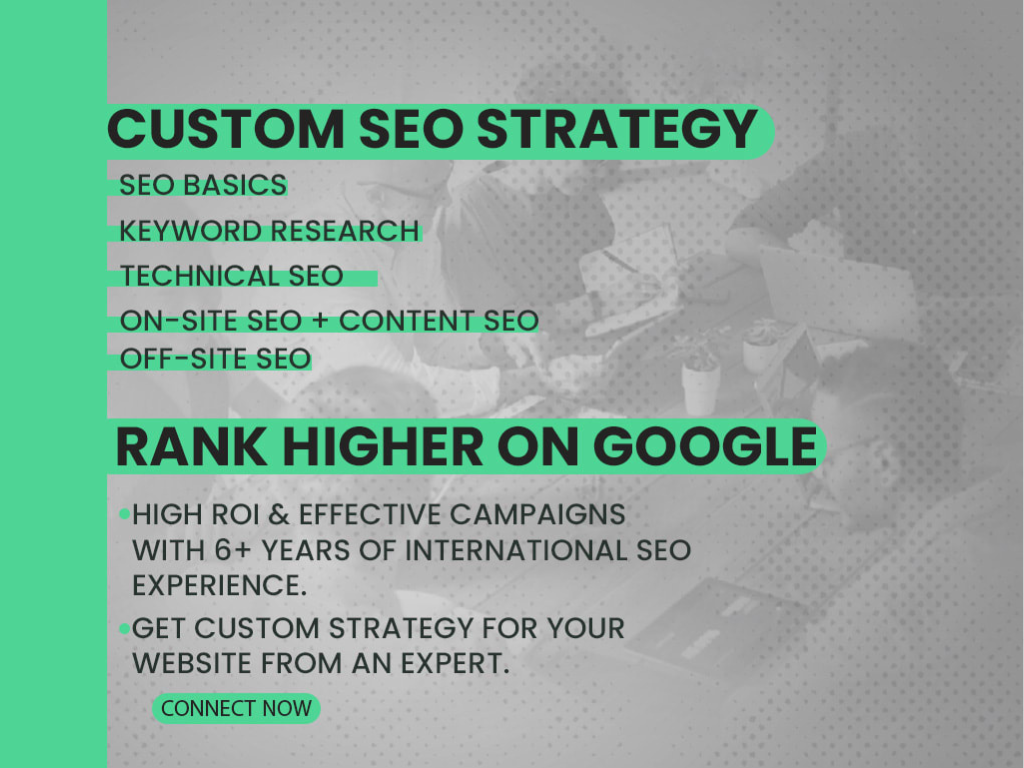 CUSTOM SEO STRATEGY
SEO BASICS
KEYWORD RESEARCH
TECHNICAL SEO
ON-SITE SEO + CONTENT SEO
OFF-SITE SEO
RANK HIGHER ON GOOGLE
•HIGH ROI & EFFECTIVE CAMPAIGNS
WITH 6+ YEARS OF INTERNATIONAL SEO
EXPERIENCE.
•GET CUSTOM STRATEGY FOR YOUR
WEBSITE FROM AN EXPERT.
CONNECT NOW